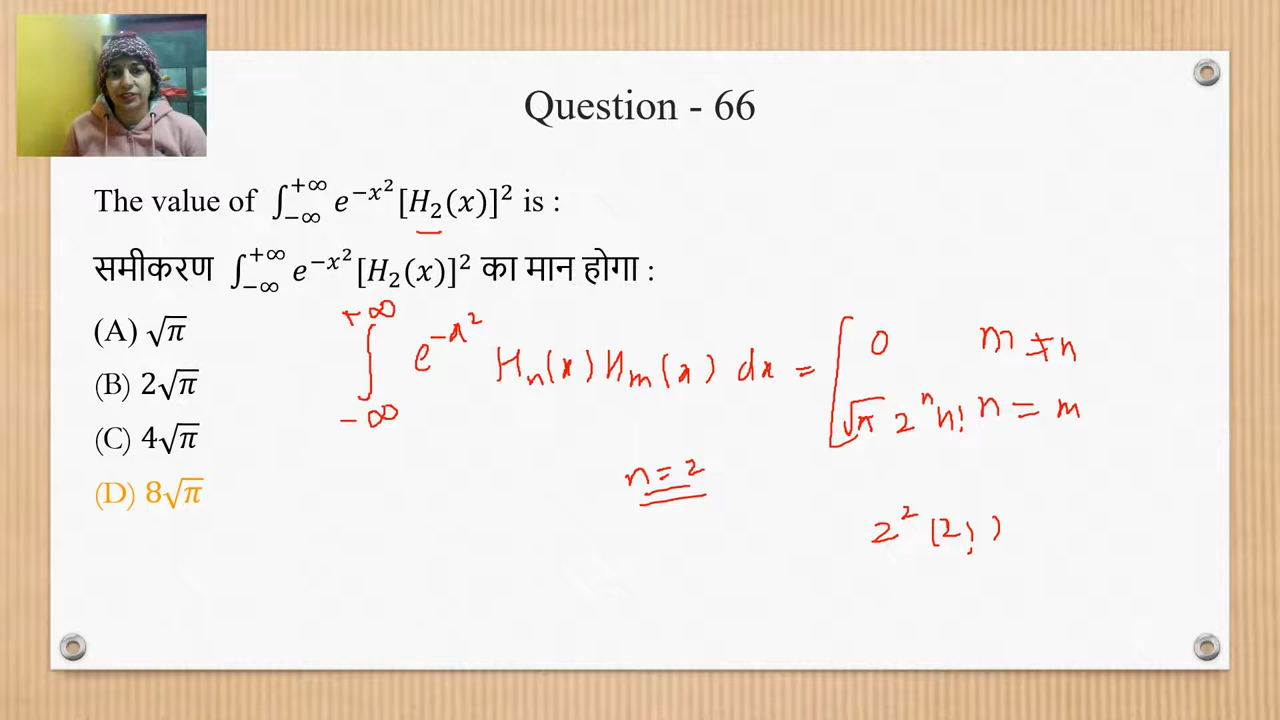 Question - 66
The value of ∫₋∞⁺∞ e^{-x²}[H₂(x)]² is :
समीकरण ∫₋∞⁺∞ e^{-x²}[H₂(x)]² का मान होगा :
(A) √π
(B) 2√π
(C) 4√π
(D) 8√π
∫₋∞⁺∞ e^{-x²} Hₙ(x) Hₘ(x) dx = [ 0 m ≠ n
√π 2ⁿ n! n = m
n = 2
2² (2!)